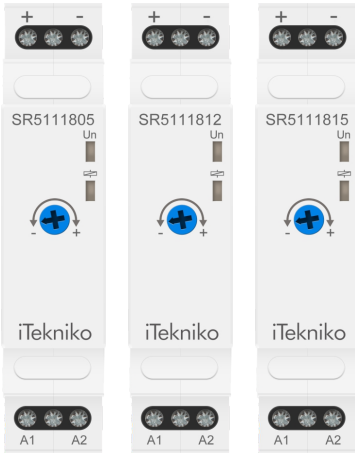 + - + - + -
SR5111805 SR5111812 SR5111815
Un Un Un
- + - + - +
iTekniko iTekniko iTekniko
A1 A2 A1 A2 A1 A2